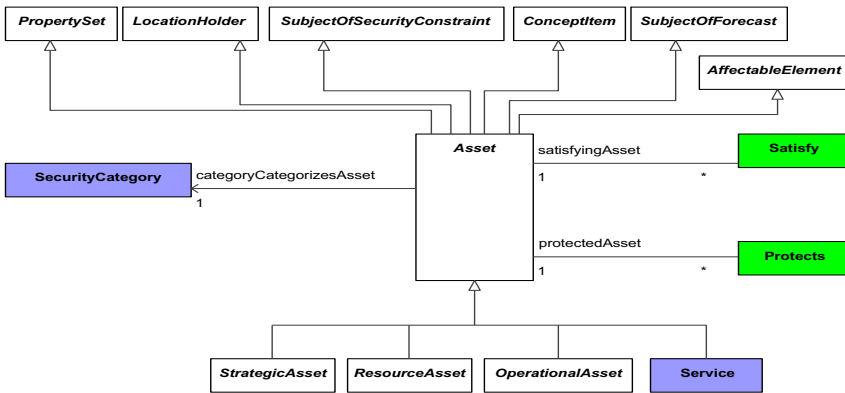 PropertySet
LocationHolder
SubjectOfSecurityConstraint
ConceptItem
SubjectOfForecast
AffectableElement
Asset
satisfyingAsset
Satisfy
1
*
SecurityCategory
categoryCategorizesAsset
1
protectedAsset
Protects
1
*
StrategicAsset
ResourceAsset
OperationalAsset
Service